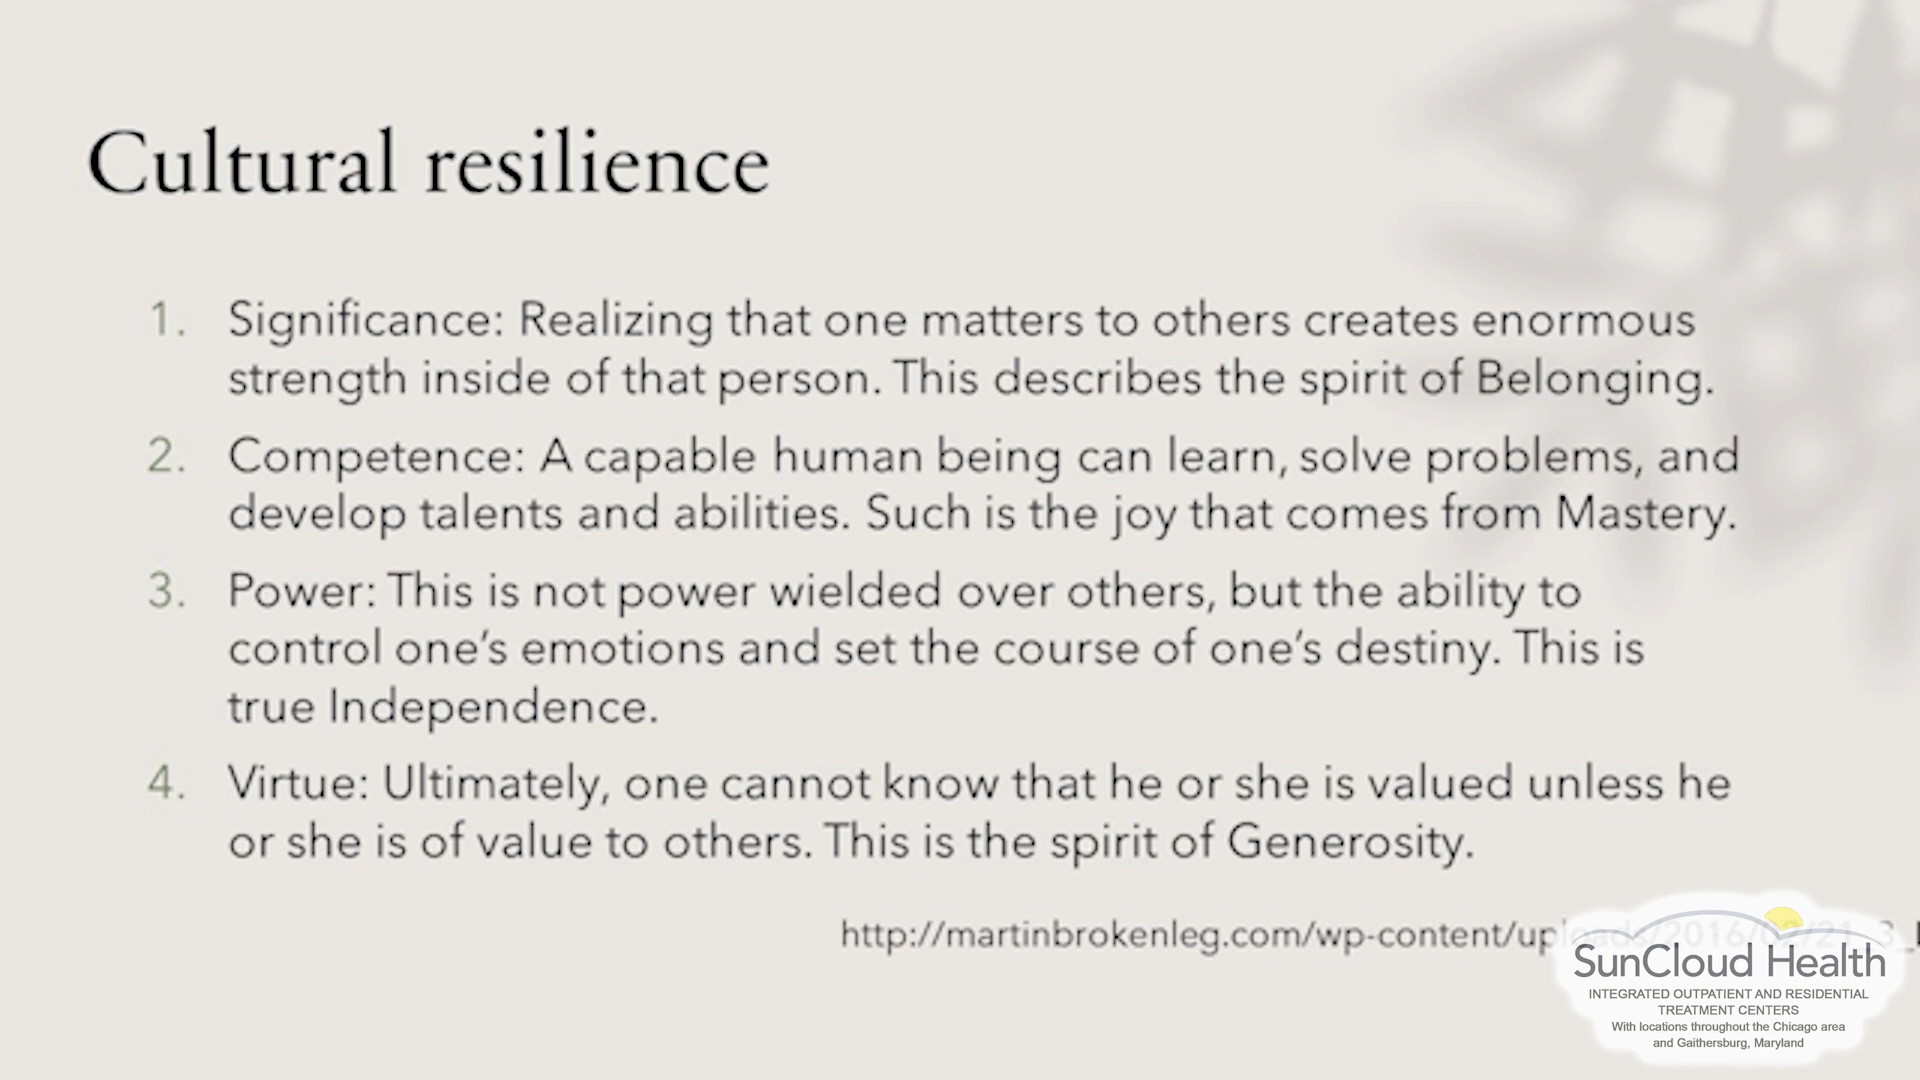 Cultural resilience
1. Significance: Realizing that one matters to others creates enormous
strength inside of that person. This describes the spirit of Belonging.
2. Competence: A capable human being can learn, solve problems, and
develop talents and abilities. Such is the joy that comes from Mastery.
3. Power: This is not power wielded over others, but the ability to
control one’s emotions and set the course of one’s destiny. This is
true Independence.
4. Virtue: Ultimately, one cannot know that he or she is valued unless he
or she is of value to others. This is the spirit of Generosity.
http://martinbrokenleg.com/wp-content/uploads/2016/
SunCloud Health
INTEGRATED OUTPATIENT AND RESIDENTIAL
TREATMENT CENTERS
With locations throughout the Chicago area
and Gaithersburg, Maryland